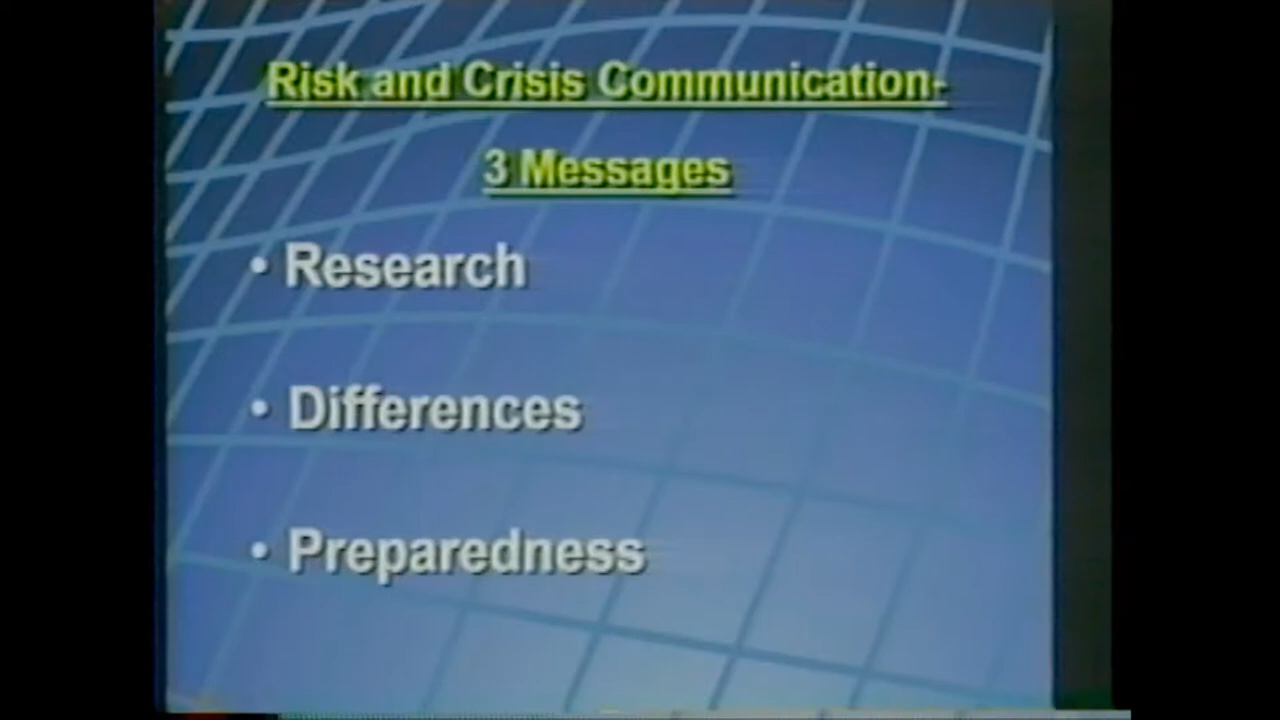 Risk and Crisis Communication-
3 Messages
• Research
• Differences
• Preparedness